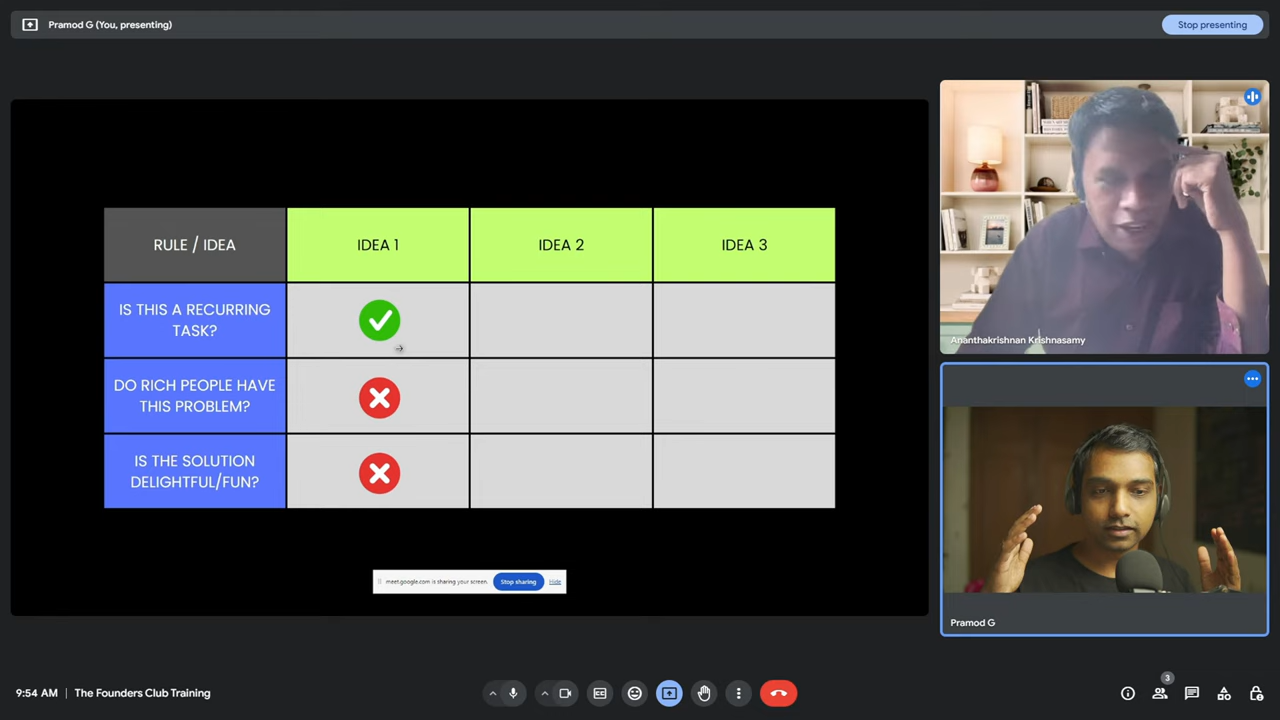 Pramod G (You, presenting)
Stop presenting
RULE / IDEA
IDEA 1
IDEA 2
IDEA 3
IS THIS A RECURRING
TASK?
DO RICH PEOPLE HAVE
THIS PROBLEM?
IS THE SOLUTION
DELIGHTFUL/FUN?
meet.google.com is sharing your screen.
Stop sharing
Hide
Ananthakrishnan Krishnasamy
Pramod G
9:54 AM | The Founders Club Training
3